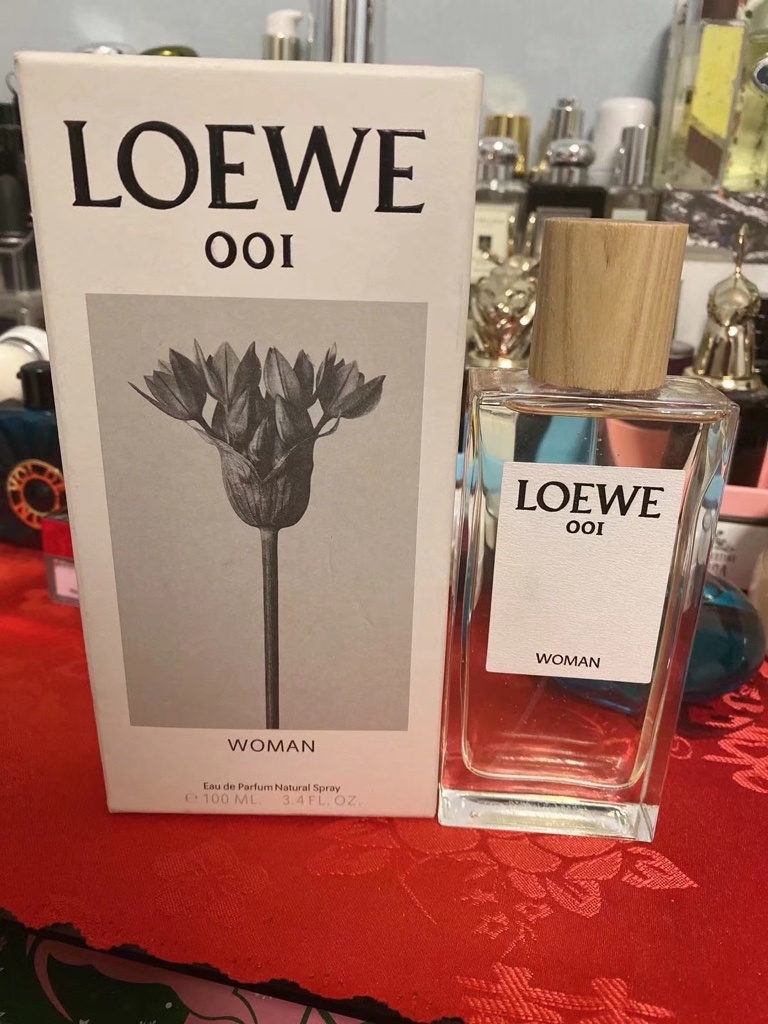 LOEWE
001
WOMAN
Eau de Parfum Natural Spray
℮ 100 ML. 3.4 FL. OZ.
LOEWE
001
WOMAN